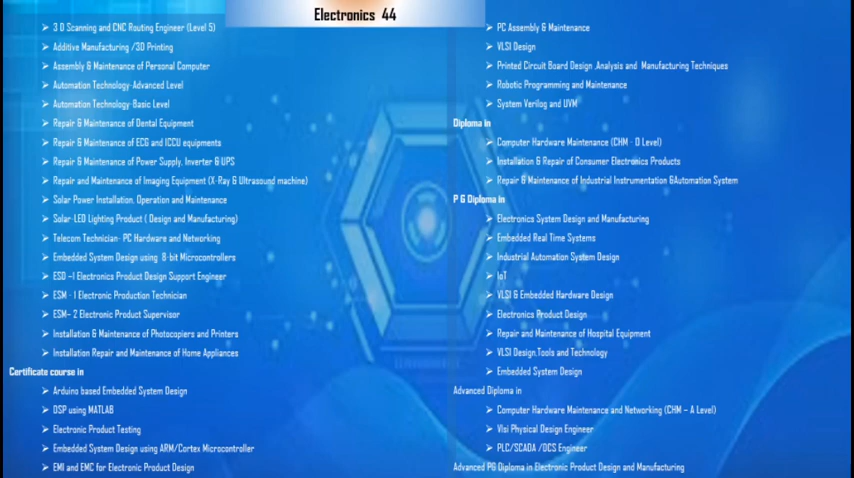 Electronics 44
➢ 3 D Scanning and CNC Routing Engineer (Level 5)
➢ Additive Manufacturing /3D Printing
➢ Assembly & Maintenance of Personal Computer
➢ Automation Technology-Advanced Level
➢ Automation Technology-Basic Level
➢ Repair & Maintenance of Dental Equipment
➢ Repair & Maintenance of ECG and ICCU equipments
➢ Repair & Maintenance of Power Supply, Inverter & UPS
➢ Repair and Maintenance of Imaging Equipment (X-Ray & Ultrasound machine)
➢ Solar Power Installation, Operation and Maintenance
➢ Solar-LED Lighting Product ( Design and Manufacturing)
➢ Telecom Technician- PC Hardware and Networking
➢ Embedded System Design using 8-bit Microcontrollers
➢ ESD –1 Electronics Product Design Support Engineer
➢ ESM - 1 Electronic Production Technician
➢ ESM– 2 Electronic Product Supervisor
➢ Installation & Maintenance of Photocopiers and Printers
➢ Installation Repair and Maintenance of Home Appliances
Certificate course in
➢ Arduino based Embedded System Design
➢ DSP using MATLAB
➢ Electronic Product Testing
➢ Embedded System Design using ARM/Cortex Microcontroller
➢ EMI and EMC for Electronic Product Design
➢ PC Assembly & Maintenance
➢ VLSI Design
➢ Printed Circuit Board Design ,Analysis and Manufacturing Techniques
➢ Robotic Programming and Maintenance
➢ System Verilog and UVM
Diploma in
➢ Computer Hardware Maintenance (CHM - O Level)
➢ Installation & Repair of Consumer Electronics Products
➢ Repair & Maintenance of Industrial Instrumentation &Automation System
P G Diploma in
➢ Electronics System Design and Manufacturing
➢ Embedded Real Time Systems
➢ Industrial Automation System Design
➢ IoT
➢ VLSI & Embedded Hardware Design
➢ Electronics Product Design
➢ Repair and Maintenance of Hospital Equipment
➢ VLSI Design,Tools and Technology
➢ Embedded System Design
Advanced Diploma in
➢ Computer Hardware Maintenance and Networking (CHM – A Level)
➢ Vlsi Physical Design Engineer
➢ PLC/SCADA /DCS Engineer
Advanced PG Diploma in Electronic Product Design and Manufacturing